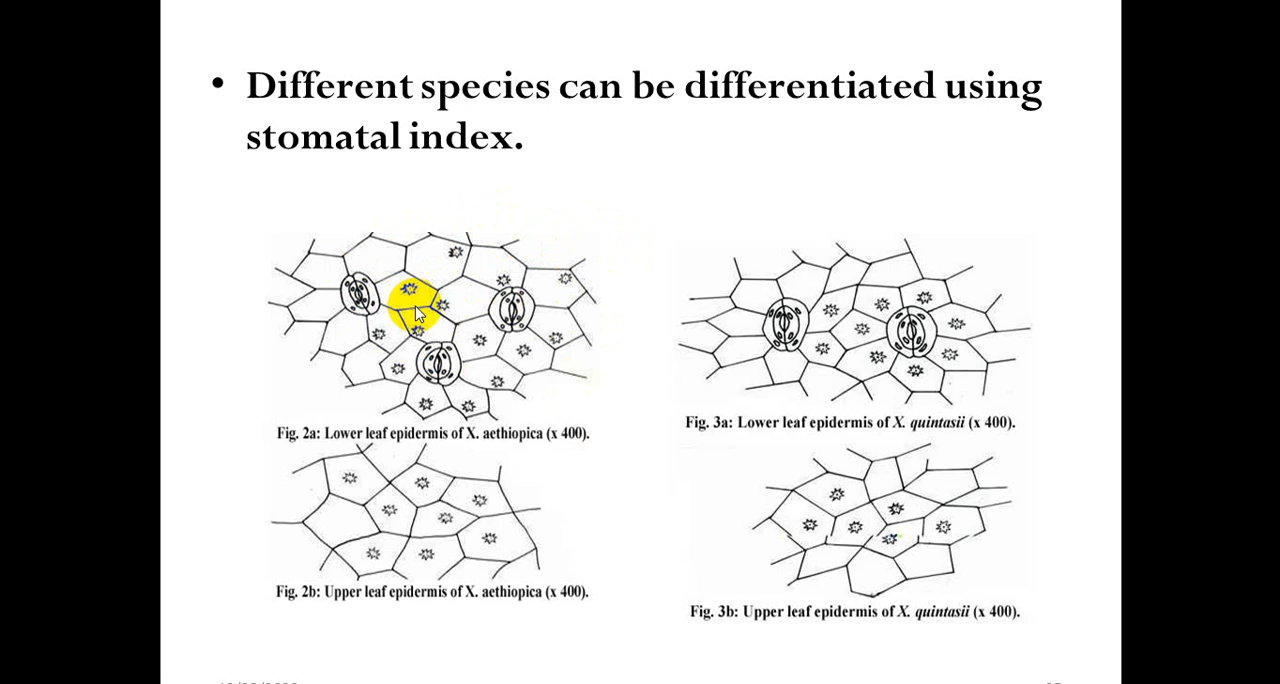 • Different species can be differentiated using
stomatal index.
Fig. 2a: Lower leaf epidermis of X. aethiopica (x 400).
Fig. 3a: Lower leaf epidermis of X. quintasii (x 400).
Fig. 2b: Upper leaf epidermis of X. aethiopica (x 400).
Fig. 3b: Upper leaf epidermis of X. quintasii (x 400).